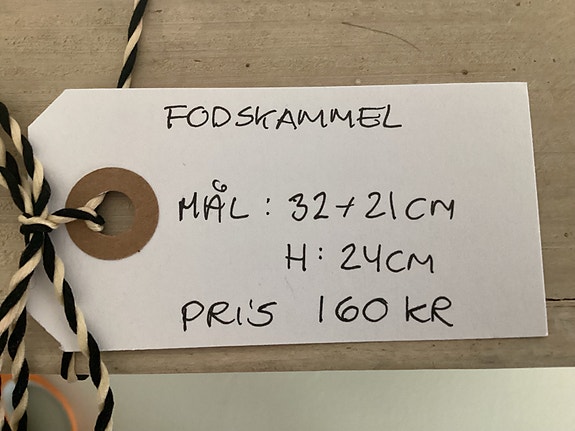 FODSKAMMEL
MÅL : 32+21CM
H: 24CM
PRIS 160 KR